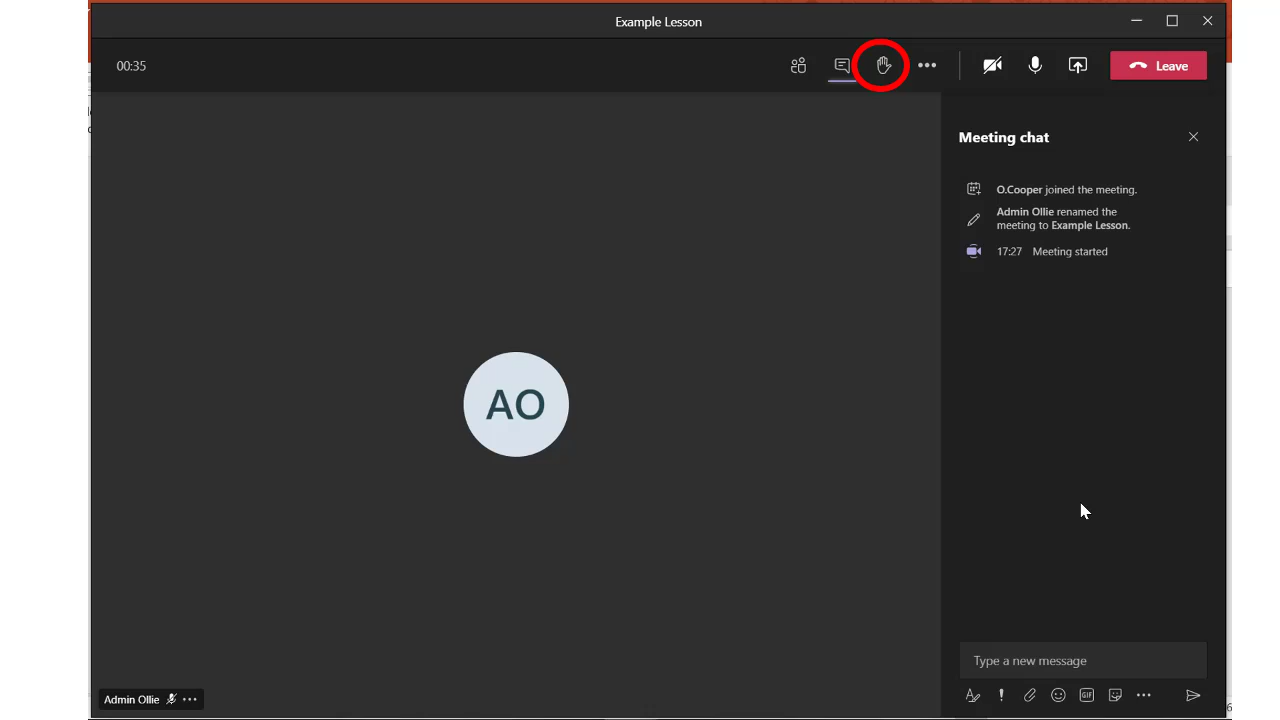 Example Lesson
00:35
Leave
Meeting chat
O.Cooper joined the meeting.
Admin Ollie renamed the
meeting to Example Lesson.
17:27 Meeting started
AO
Type a new message
GIF
Admin Ollie